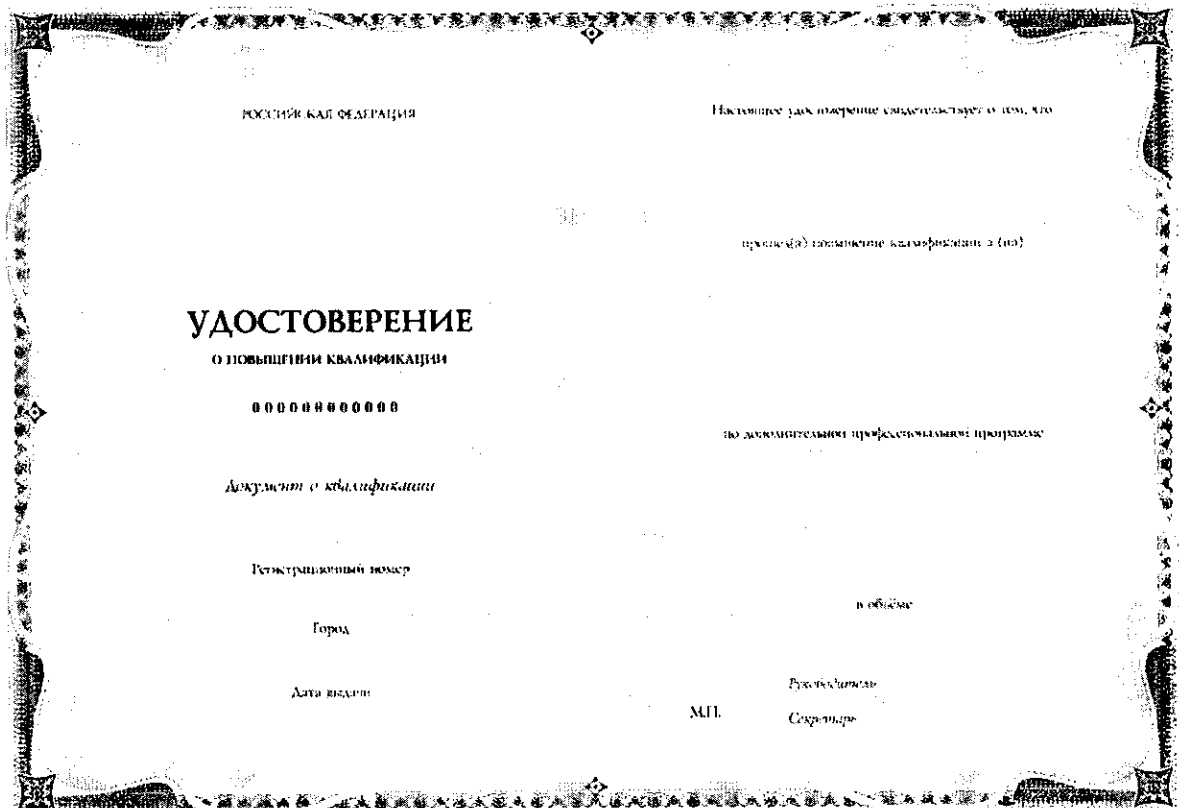 РОССИЙСКАЯ ФЕДЕРАЦИЯ
УДОСТОВЕРЕНИЕ
О ПОВЫШЕНИИ КВАЛИФИКАЦИИ
000000000000
Документ о квалификации
Регистрационный номер
Город
Дата выдачи
Настоящее удостоверение свидетельствует о том, что
прошел(а) повышение квалификации в (на)
по дополнительной профессиональной программе
в объёме
Руководитель
М.П.
Секретарь